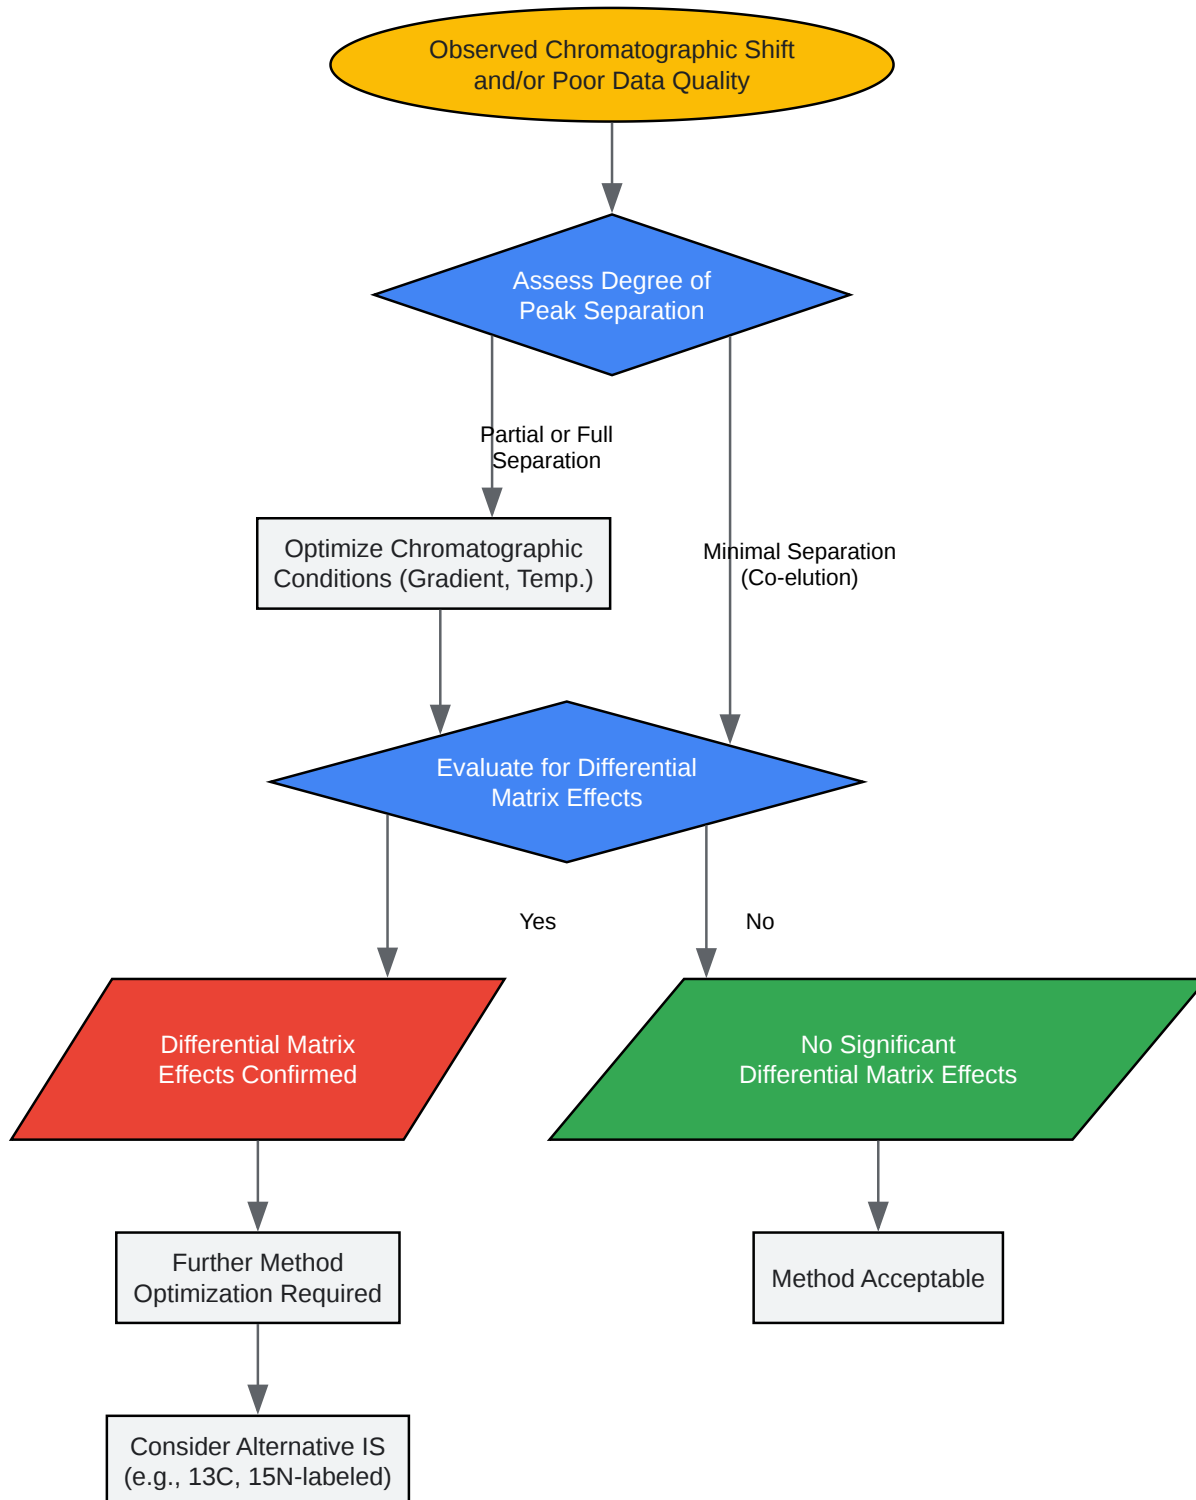 Observed Chromatographic Shift
and/or Poor Data Quality
Assess Degree of
Peak Separation
Partial or Full
Separation
Optimize Chromatographic
Conditions (Gradient, Temp.)
Minimal Separation
(Co-elution)
Evaluate for Differential
Matrix Effects
Yes
No
Differential Matrix
Effects Confirmed
No Significant
Differential Matrix Effects
Further Method
Optimization Required
Method Acceptable
Consider Alternative IS
(e.g., 13C, 15N-labeled)